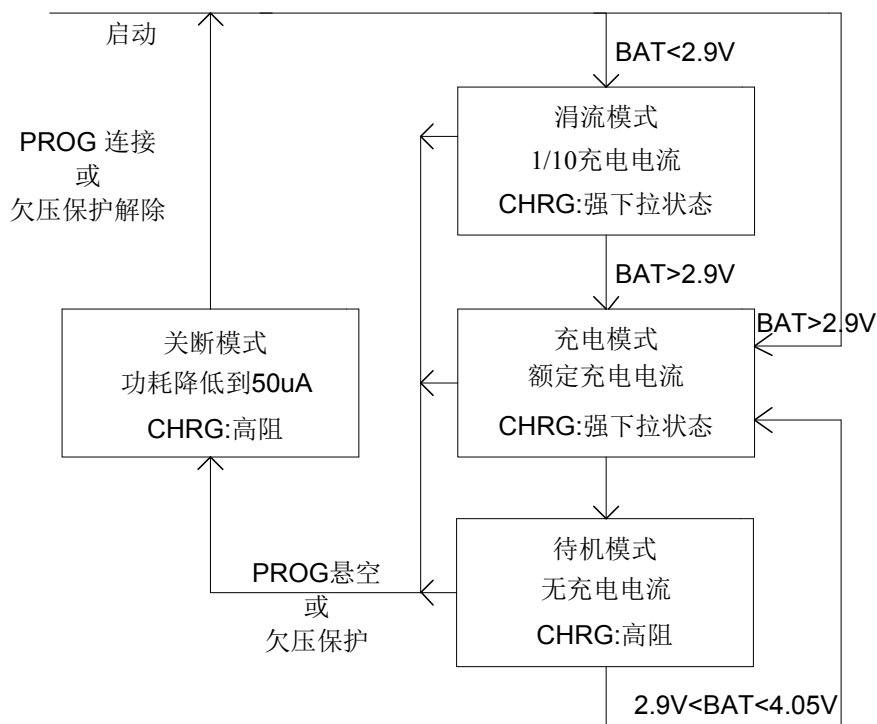 启动
BAT<2.9V
涓流模式
1/10充电电流
CHRG:强下拉状态
PROG 连接
或
欠压保护解除
BAT>2.9V
BAT>2.9V
关断模式
功耗降低到50uA
CHRG:高阻
充电模式
额定充电电流
CHRG:强下拉状态
待机模式
无充电电流
CHRG:高阻
PROG悬空
或
欠压保护
2.9V<BAT<4.05V